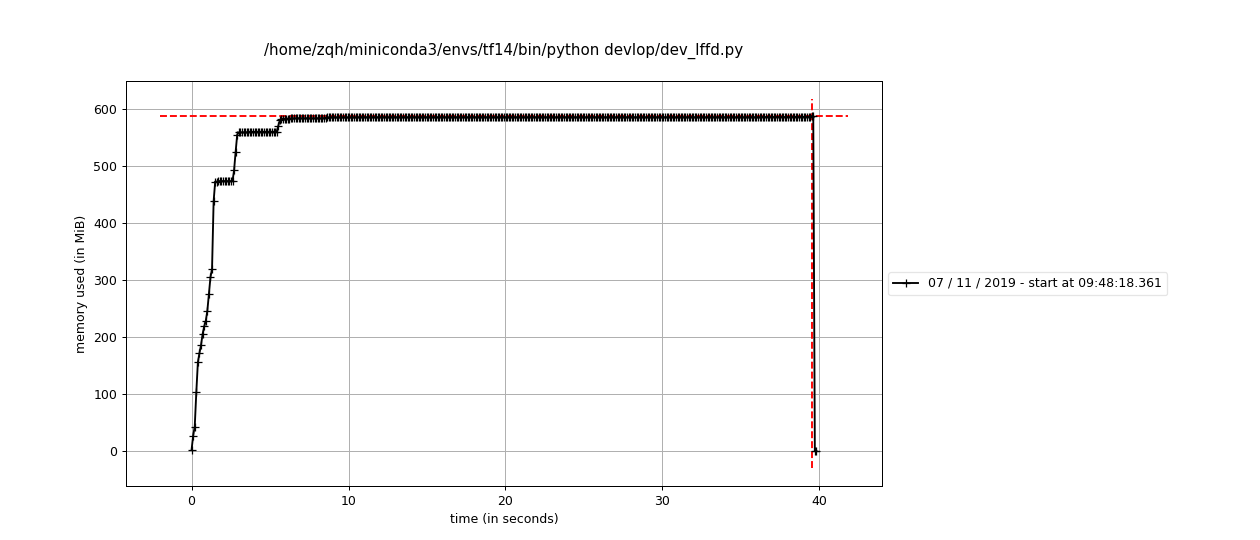 /home/zqh/miniconda3/envs/tf14/bin/python devlop/dev_lffd.py
600
500
400
300
200
100
0
memory used (in MiB)
0 10 20 30 40
time (in seconds)
07 / 11 / 2019 - start at 09:48:18.361